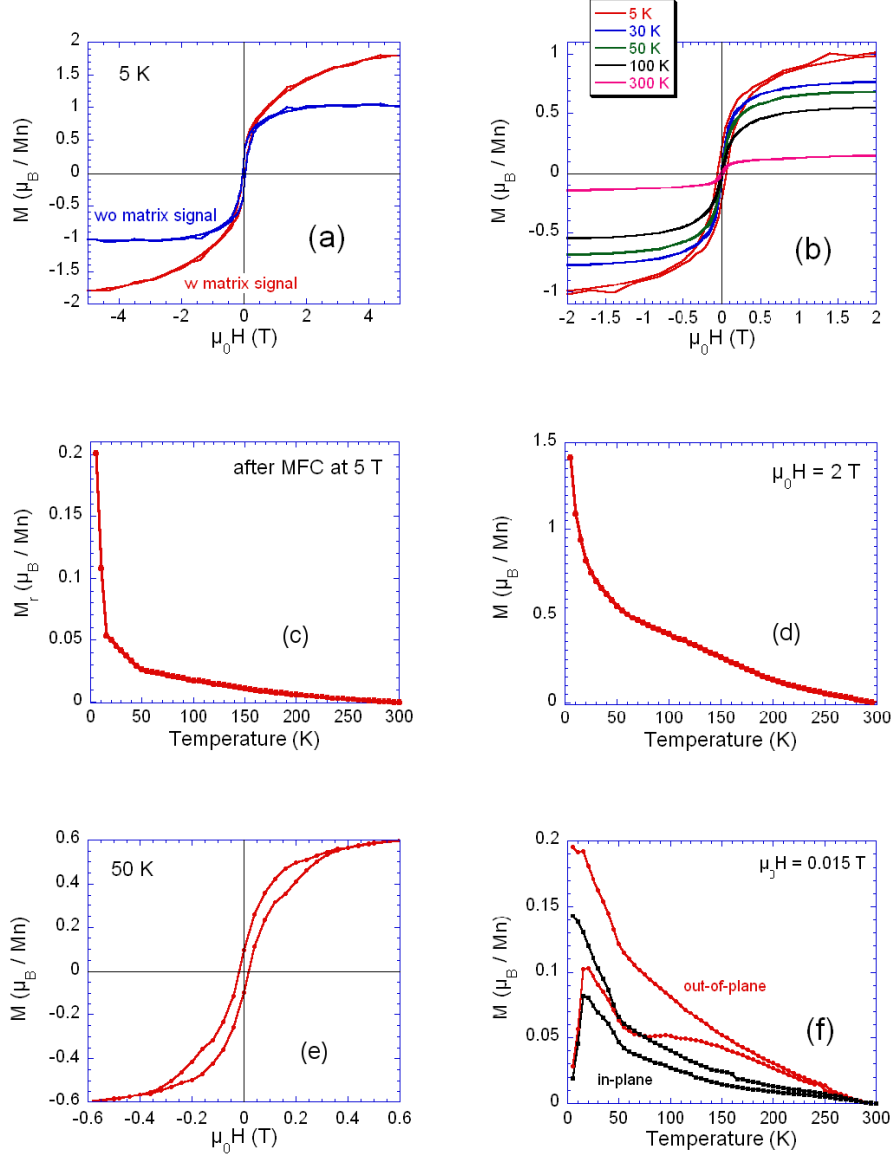 5 K
wo matrix signal
w matrix signal
(a)
M (μB / Mn)
2
1.5
1
0.5
0
-0.5
-1
-1.5
-2
-4
-2
0
2
4
μ0H (T)
5 K
30 K
50 K
100 K
300 K
(b)
M (μB / Mn)
1
0.5
0
-0.5
-1
-2
-1.5
-1
-0.5
0
0.5
1
1.5
2
μ0H (T)
after MFC at 5 T
(c)
Mr (μB / Mn)
0.2
0.15
0.1
0.05
0
0
50
100
150
200
250
300
Temperature (K)
μ0H = 2 T
(d)
M (μB / Mn)
1.5
1
0.5
0
0
50
100
150
200
250
300
Temperature (K)
50 K
(e)
M (μB / Mn)
0.6
0.4
0.2
0
-0.2
-0.4
-0.6
-0.6
-0.4
-0.2
0
0.2
0.4
0.6
μ0H (T)
μ0H = 0.015 T
out-of-plane
in-plane
(f)
M (μB / Mn)
0.2
0.15
0.1
0.05
0
0
50
100
150
200
250
300
Temperature (K)